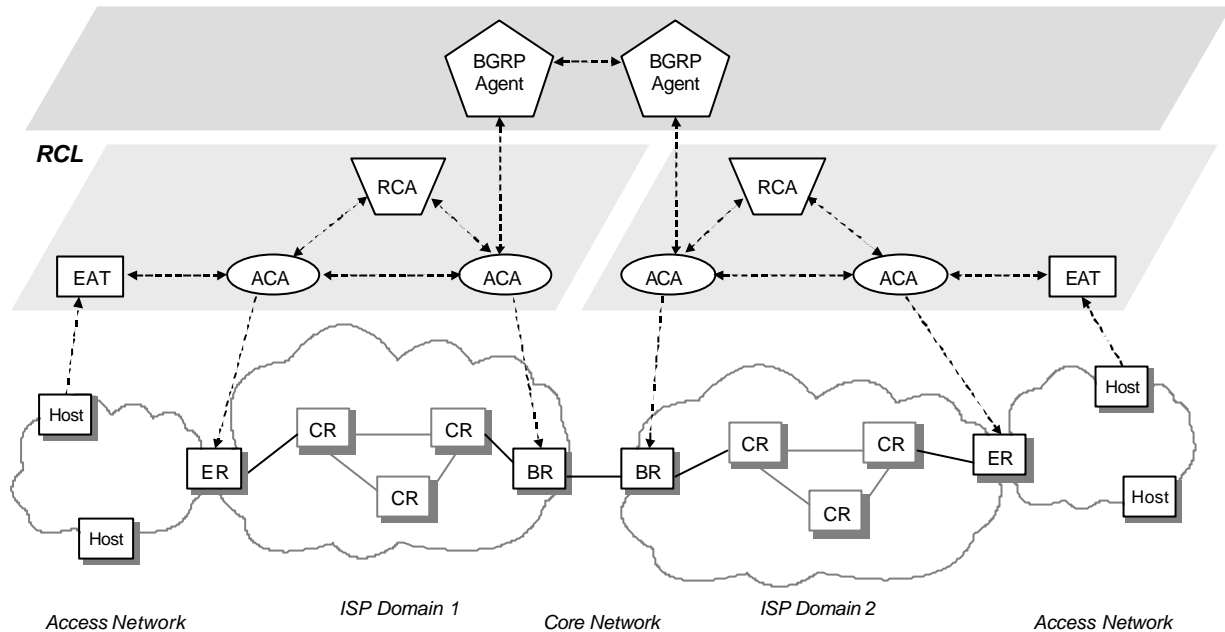 BGRP
Agent
BGRP
Agent
RCL
RCA
RCA
EAT
ACA
ACA
ACA
ACA
EAT
Host
Host
CR
CR
CR
CR
ER
BR
BR
ER
CR
CR
Host
Host
ISP Domain 1
ISP Domain 2
Access Network
Core Network
Access Network